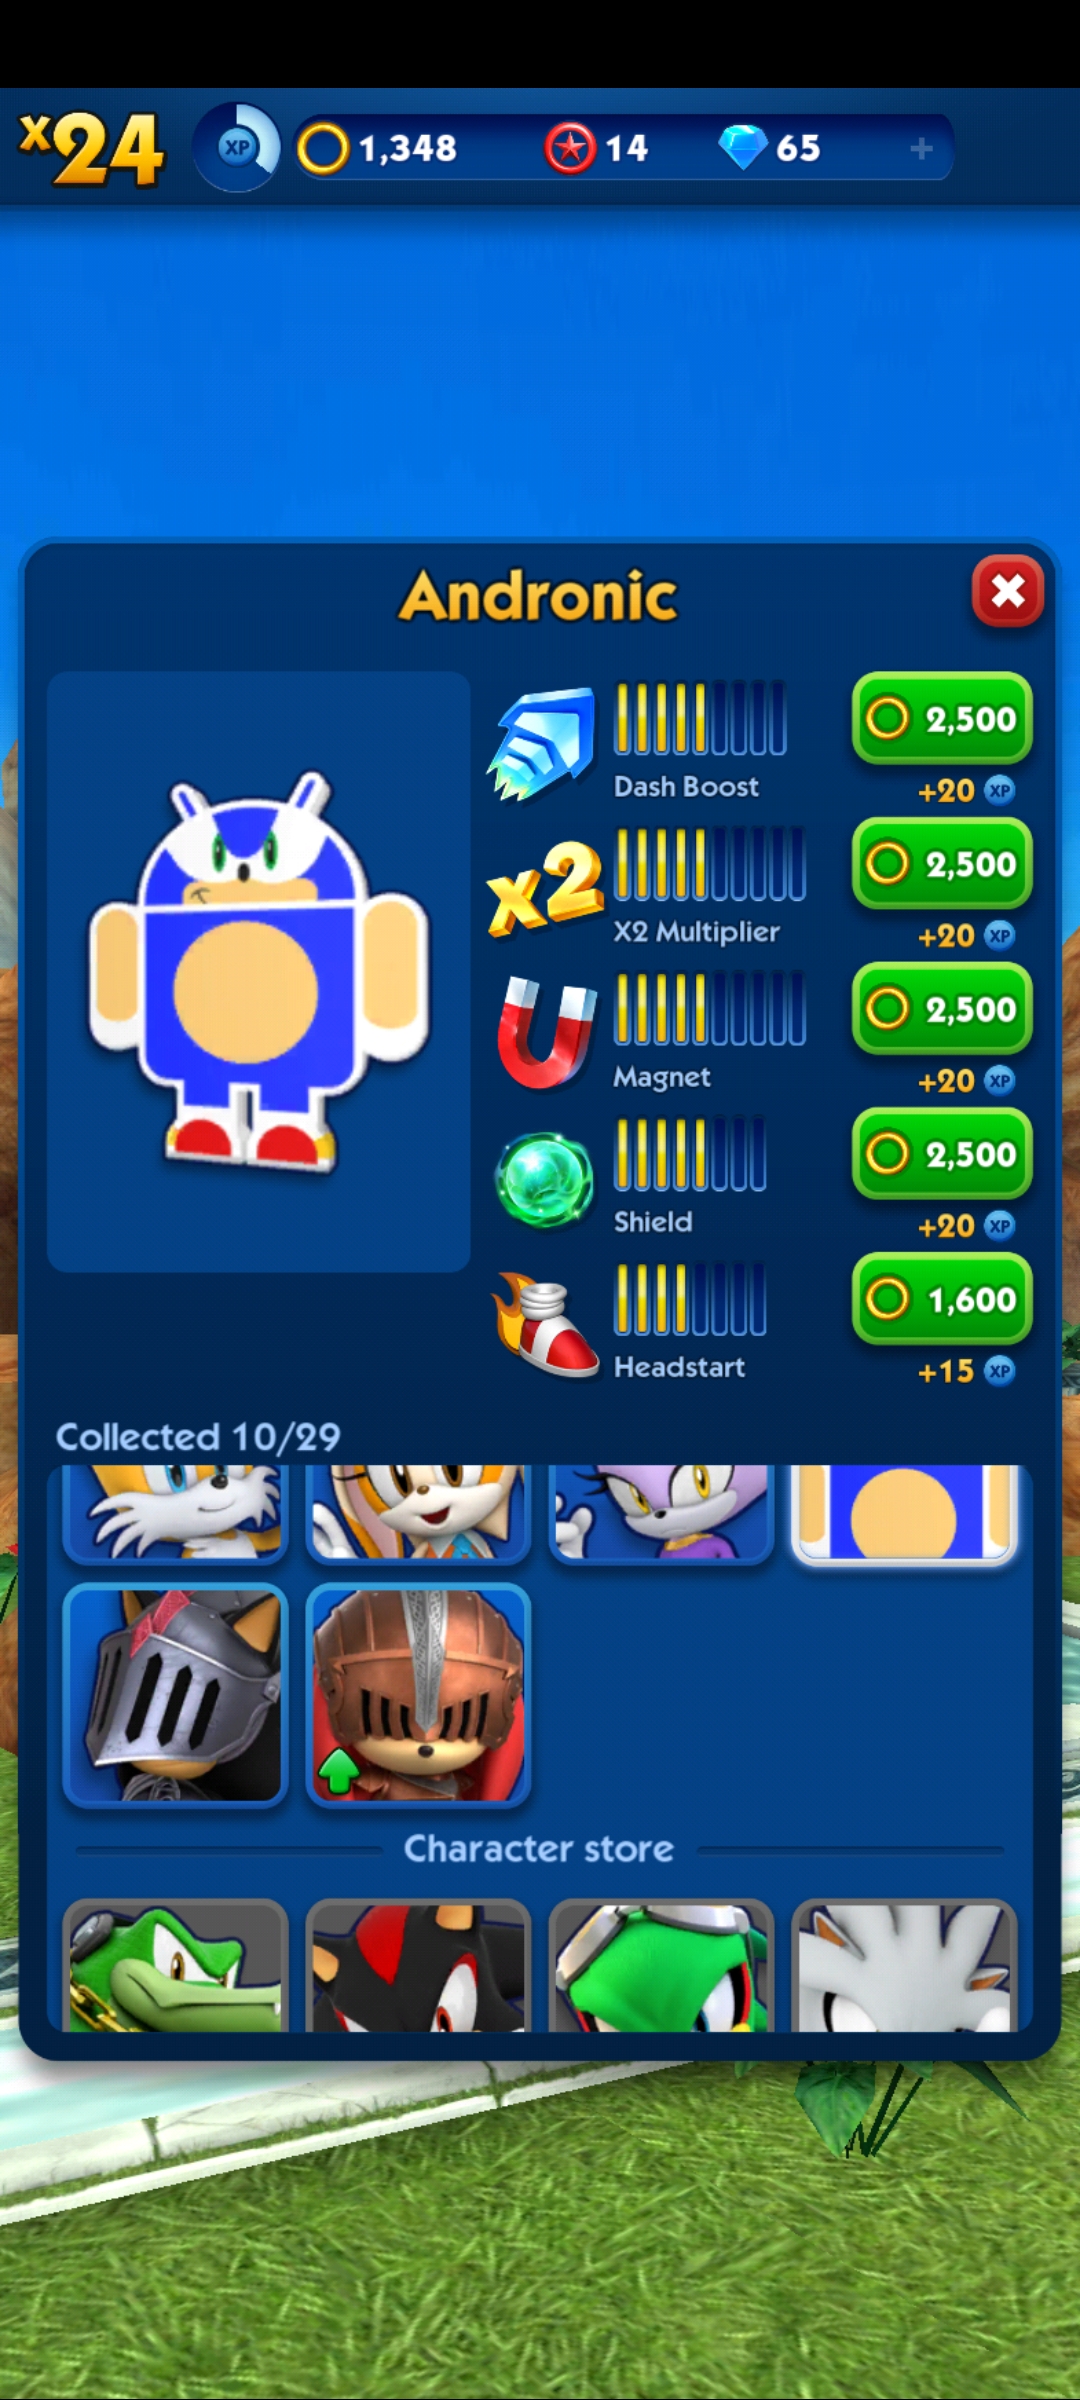 x24 XP 1,348 14 65 +
Andronic
2,500
Dash Boost
+20 XP
x2
2,500
X2 Multiplier
+20 XP
2,500
Magnet
+20 XP
2,500
Shield
+20 XP
1,600
Headstart
+15 XP
Collected 10/29
Character store